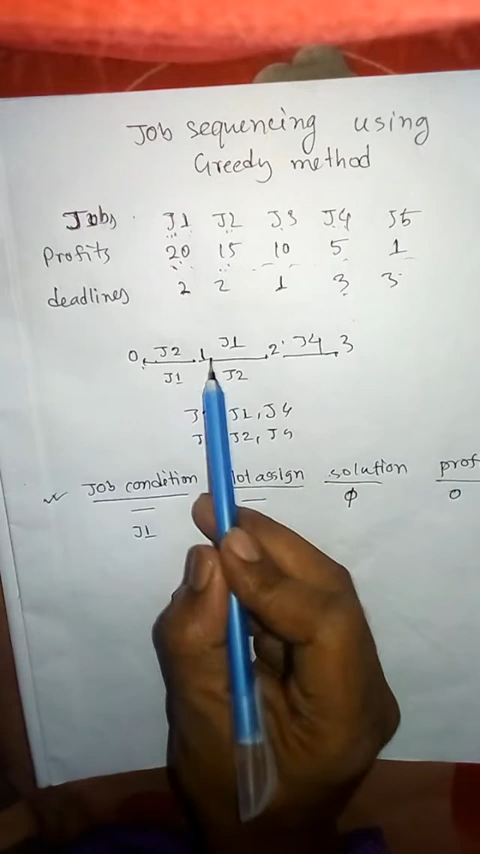 Job sequencing using
Greedy method
Jobs J1 J2 J3 J4 J5
Profits 20 15 10 5 1
deadlines 2 2 1 3 3
0 J2 1 J1 2 J4 3
J1 J2
J1, J4
J2, J4
Job condition lot assign solution prof
— — ϕ 0
J1